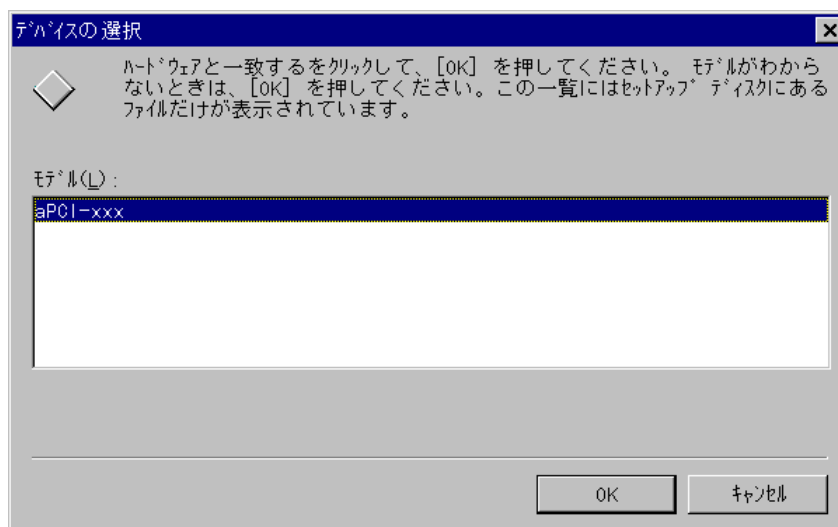 ﾃﾞﾊﾞｲｽの選択
ﾊｰﾄﾞｳｪｱと一致するをｸﾘｯｸして、[OK] を押してください。 ﾓﾃﾞﾙがわから
ないときは、[OK] を押してください。この一覧にはｾｯﾄｱｯﾌﾟ ﾃﾞｨｽｸにある
ﾌｧｲﾙだけが表示されています。
ﾓﾃﾞﾙ(L) :
aPCI-xxx
OK
ｷｬﾝｾﾙ